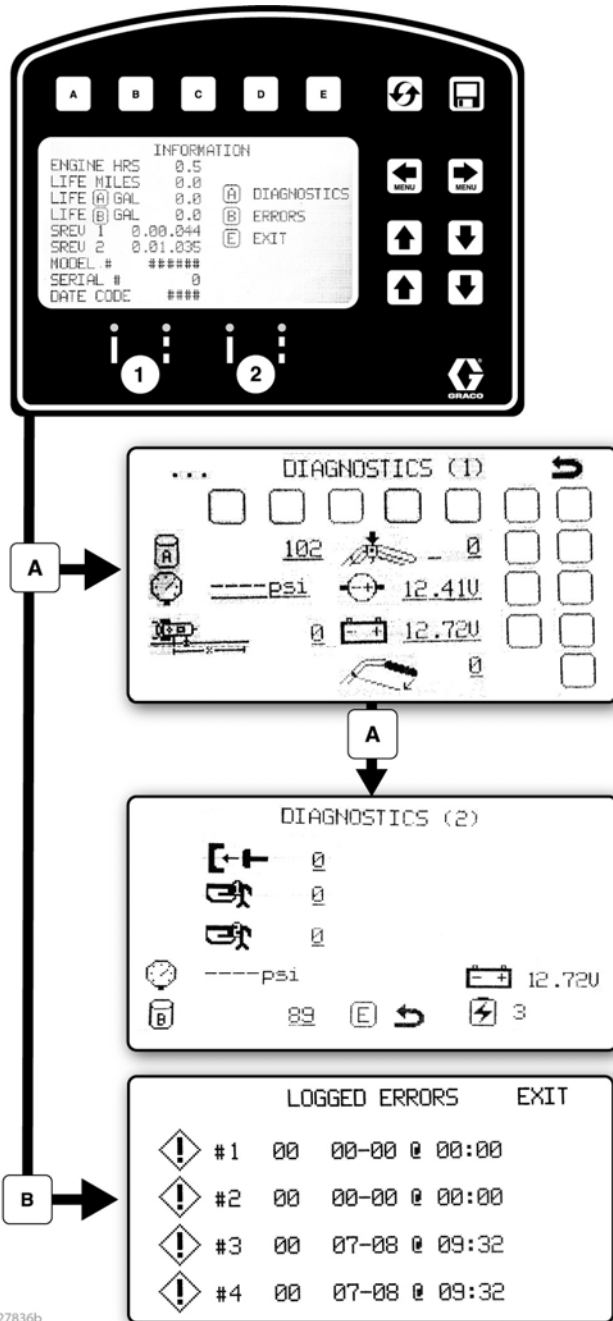 A B C D E
INFORMATION
ENGINE HRS 0.5
LIFE MILES 0.0
LIFE A GAL 0.0
A DIAGNOSTICS
LIFE B GAL 0.0
B ERRORS
SREV 1 0.00.044
E EXIT
SREV 2 0.01.035
MODEL # ######
SERIAL # 0
DATE CODE ####
MENU MENU
1 2
G
GRACO
A
... DIAGNOSTICS (1)
A 102 _ 0
----psi 12.41V
x 0 12.72V
0
A
DIAGNOSTICS (2)
0
0
0
----psi 12.72V
B 89 E 3
B
LOGGED ERRORS EXIT
! #1 00 00-00 @ 00:00
! #2 00 00-00 @ 00:00
! #3 00 07-08 @ 09:32
! #4 00 07-08 @ 09:32
27836b